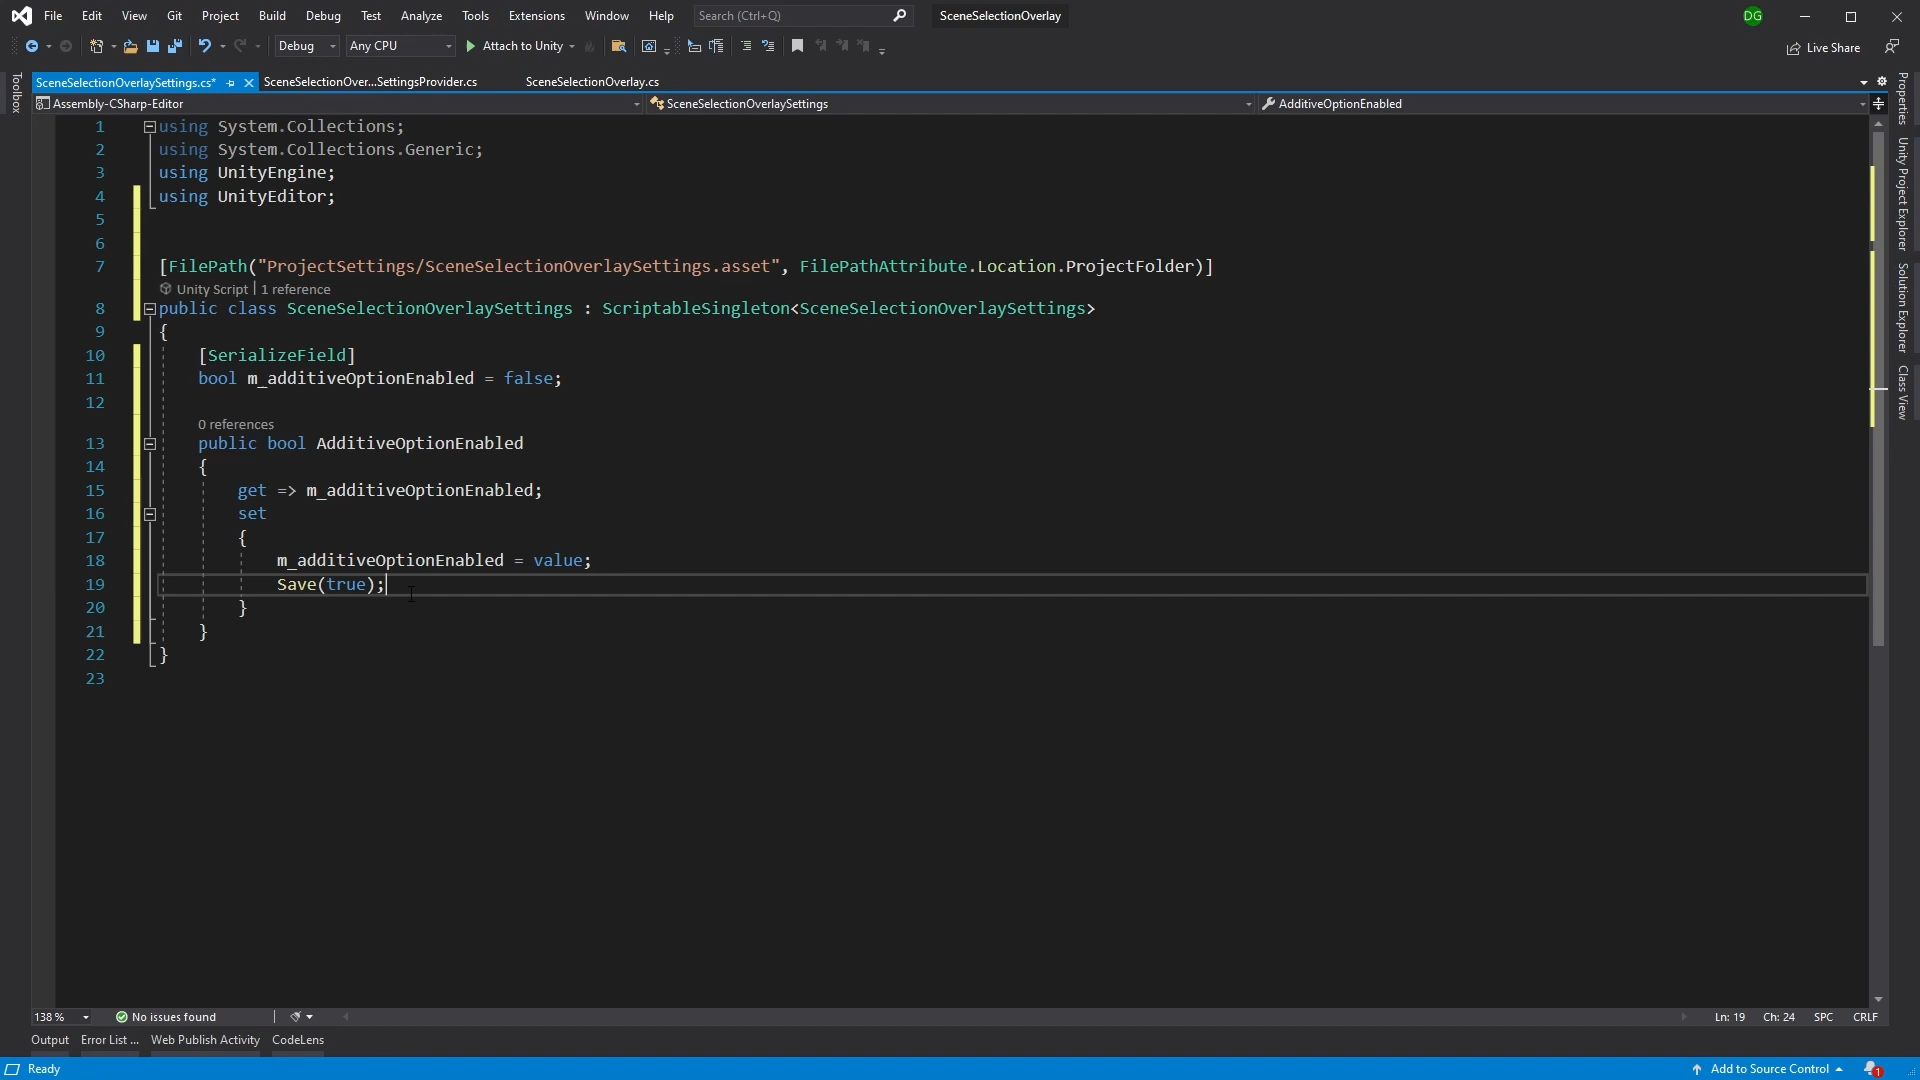 File Edit View Git Project Build Debug Test Analyze Tools Extensions Window Help Search (Ctrl+Q) SceneSelectionOverlay DG
Debug Any CPU Attach to Unity Live Share
SceneSelectionOverlaySettings.cs* SceneSelectionOver...SettingsProvider.cs SceneSelectionOverlay.cs
Assembly-CSharp-Editor SceneSelectionOverlaySettings AdditiveOptionEnabled
Toolbox
1 using System.Collections;
2 using System.Collections.Generic;
3 using UnityEngine;
4 using UnityEditor;
5
6
7 [FilePath("ProjectSettings/SceneSelectionOverlaySettings.asset", FilePathAttribute.Location.ProjectFolder)]
Unity Script | 1 reference
8 public class SceneSelectionOverlaySettings : ScriptableSingleton<SceneSelectionOverlaySettings>
9 {
10 [SerializeField]
11 bool m_additiveOptionEnabled = false;
12
0 references
13 public bool AdditiveOptionEnabled
14 {
15 get => m_additiveOptionEnabled;
16 set
17 {
18 m_additiveOptionEnabled = value;
19 Save(true);
20 }
21 }
22 }
23
Properties
Unity Project Explorer
Solution Explorer
Class View
138 % No issues found Ln: 19 Ch: 24 SPC CRLF
Output Error List ... Web Publish Activity CodeLens
Ready Add to Source Control 1